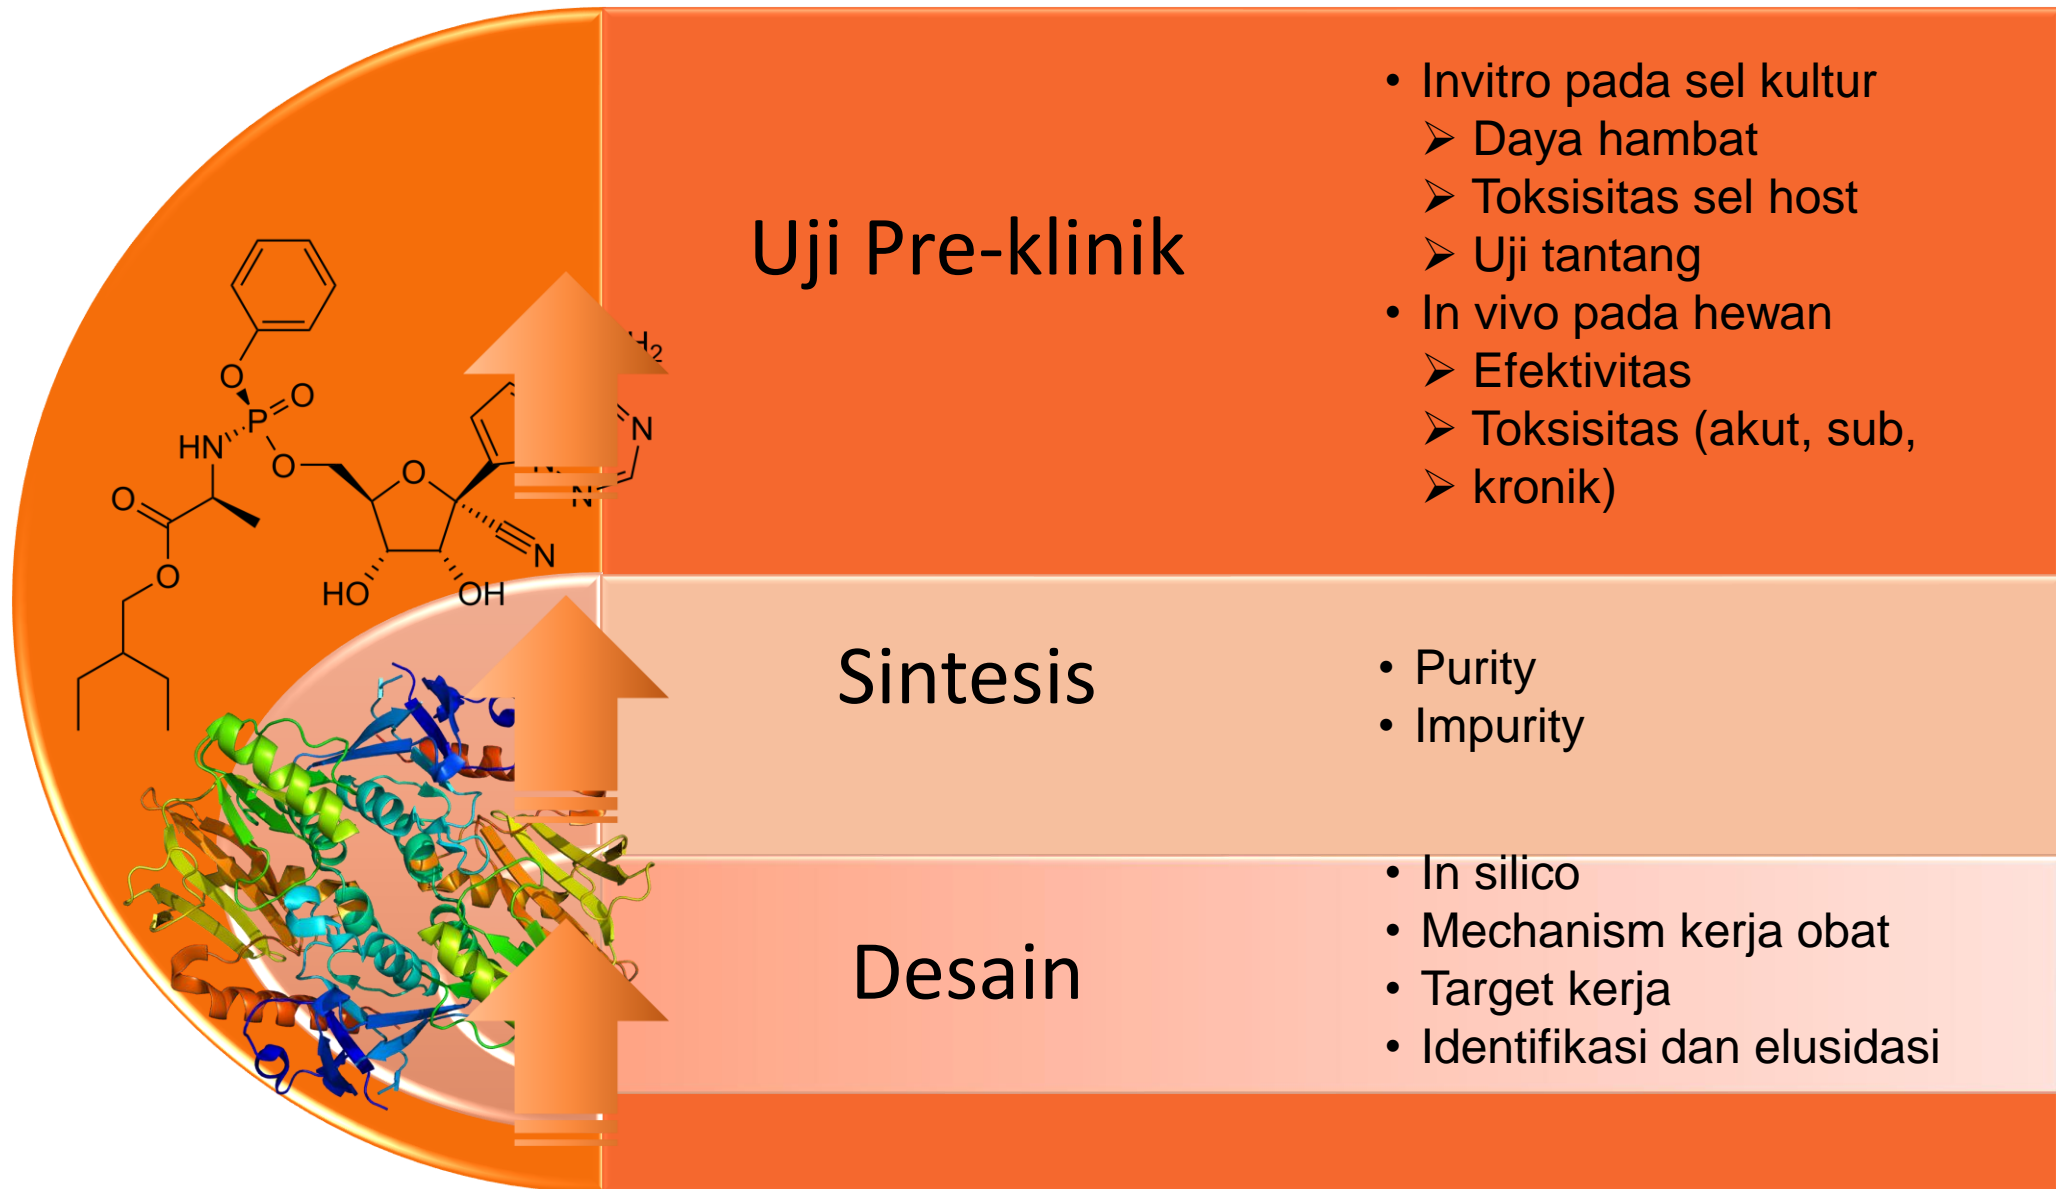 Uji Pre-klinik
• Invitro pada sel kultur
➢ Daya hambat
➢ Toksisitas sel host
➢ Uji tantang
• In vivo pada hewan
➢ Efektivitas
➢ Toksisitas (akut, sub,
➢ kronik)
O
P
O
HN
O
O
O
O
N
HO
OH
N
N
Sintesis
• Purity
• Impurity
Desain
• In silico
• Mechanism kerja obat
• Target kerja
• Identifikasi dan elusidasi